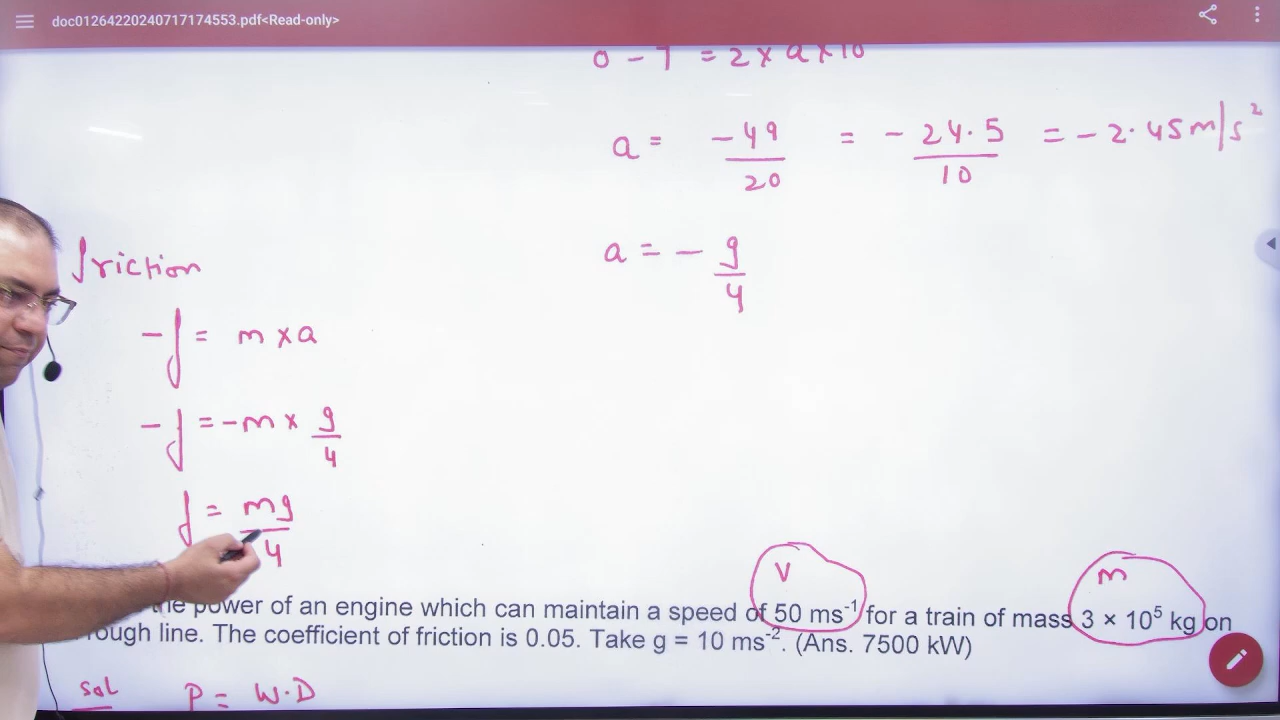 doc01264220240717174553.pdf<Read-only>
0 - 7 = 2 × a × 10
a = -49/20 = -24.5/10 = -2.45 m/s²
a = - g/4
friction
-f = m × a
-f = -m × g/4
f = mg/4
V
m
the power of an engine which can maintain a speed of 50 ms⁻¹ for a train of mass 3 × 10⁵ kg on
rough line. The coefficient of friction is 0.05. Take g = 10 ms⁻². (Ans. 7500 kW)
Sol P = W.D